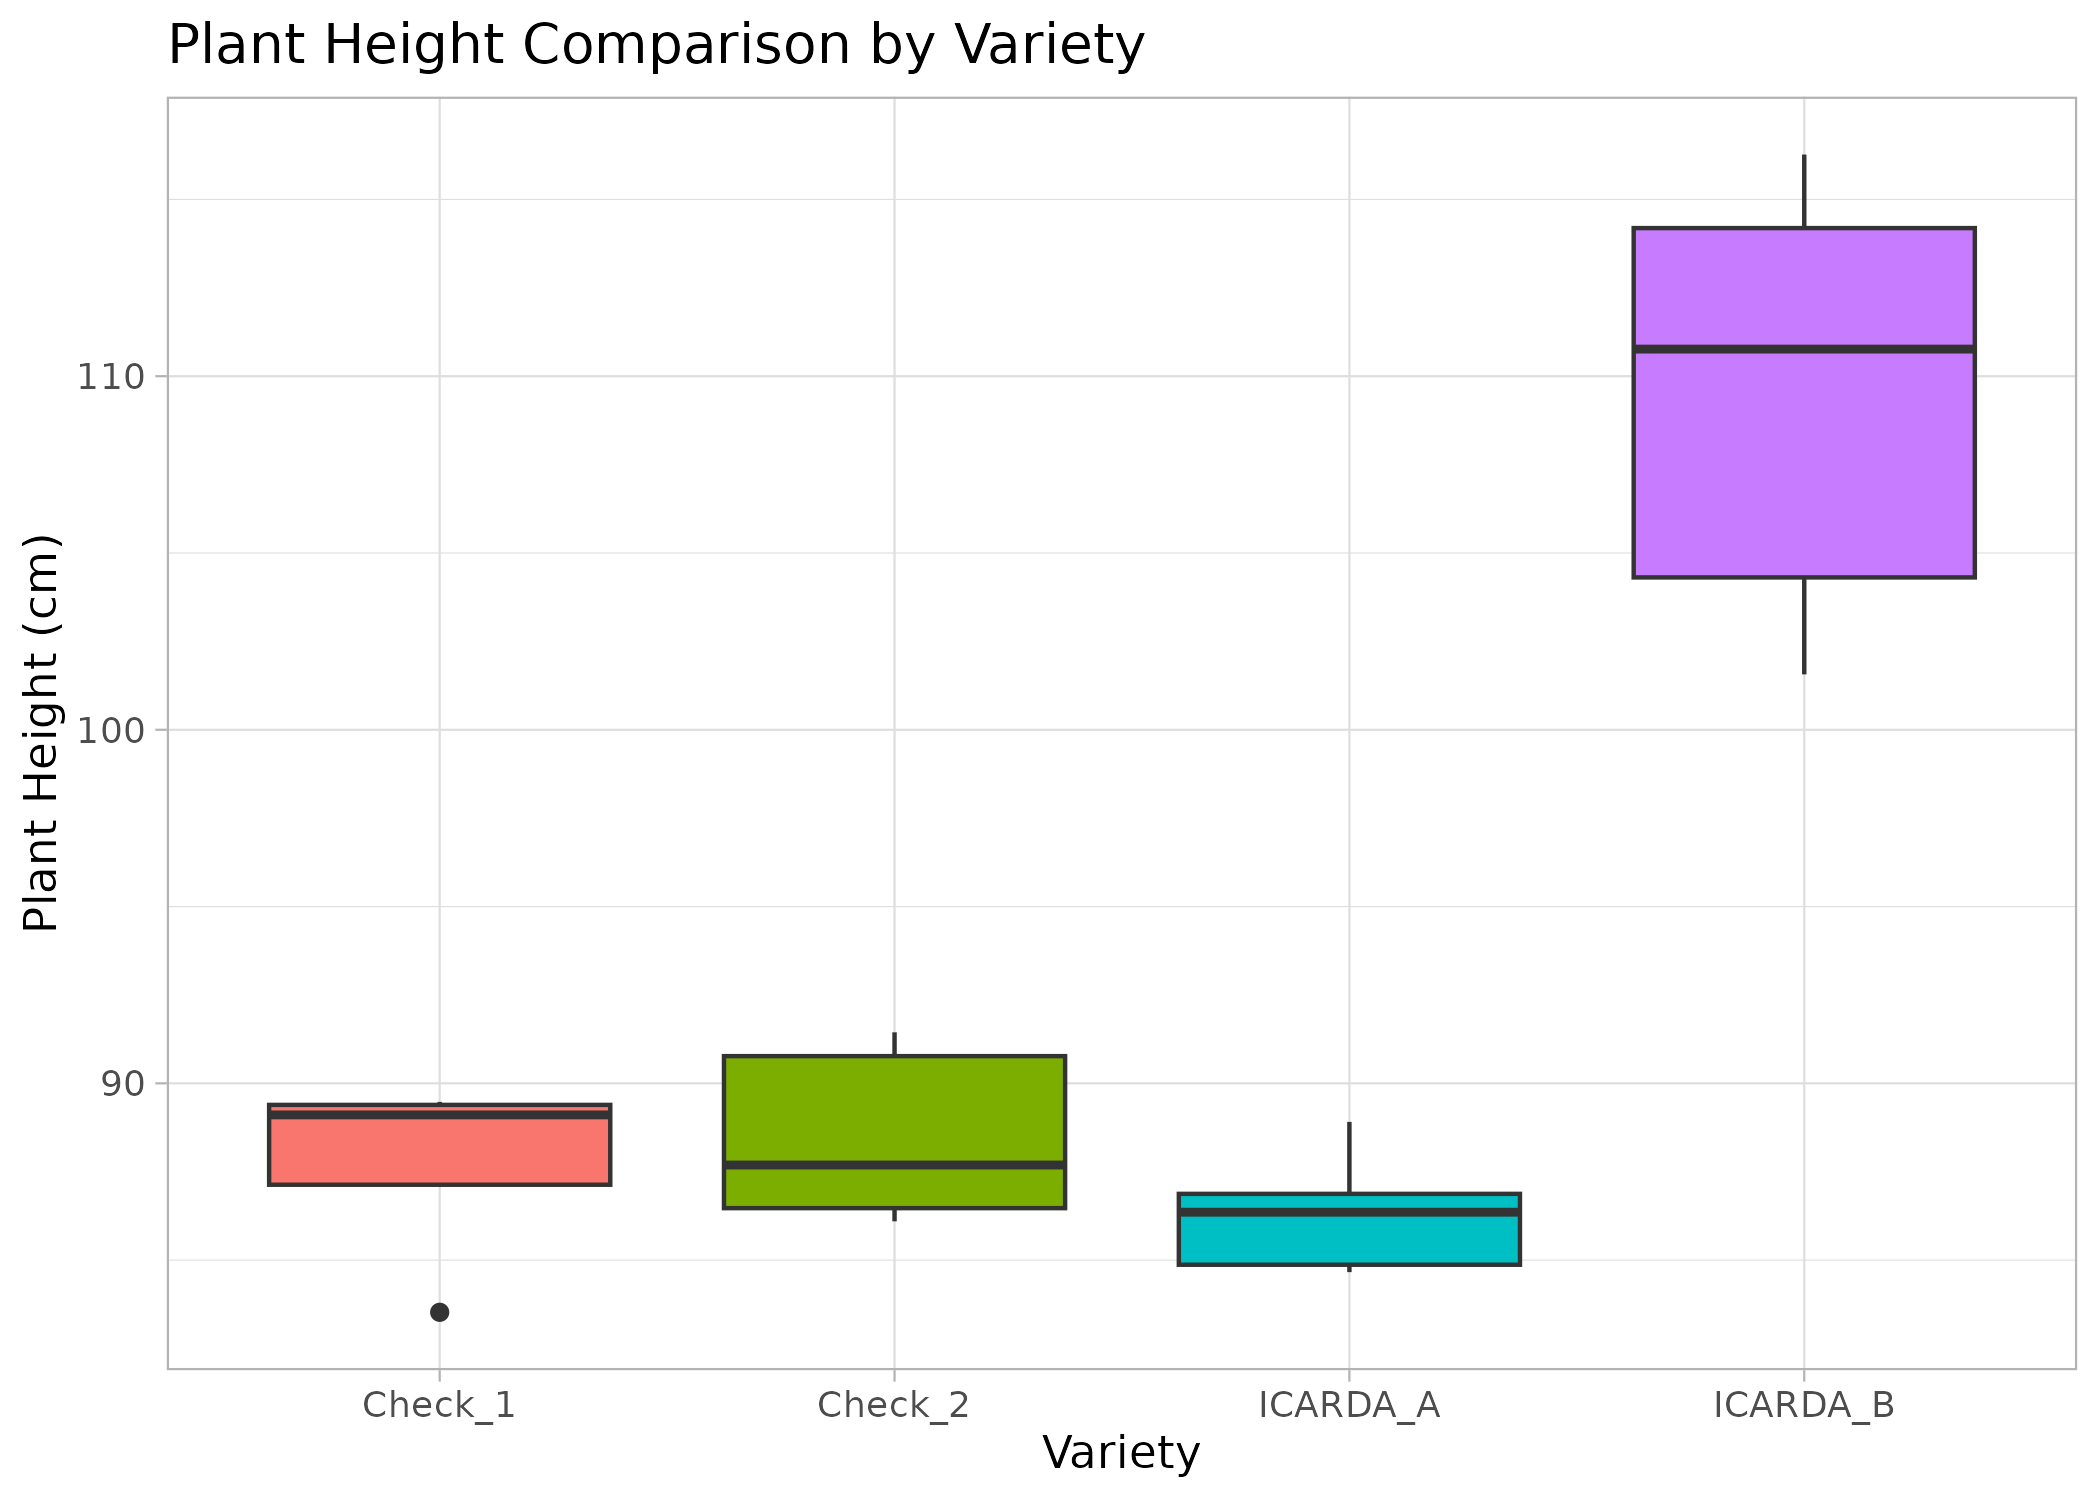 Plant Height Comparison by Variety
Plant Height (cm)
110
100
90
Check_1
Check_2
ICARDA_A
ICARDA_B
Variety